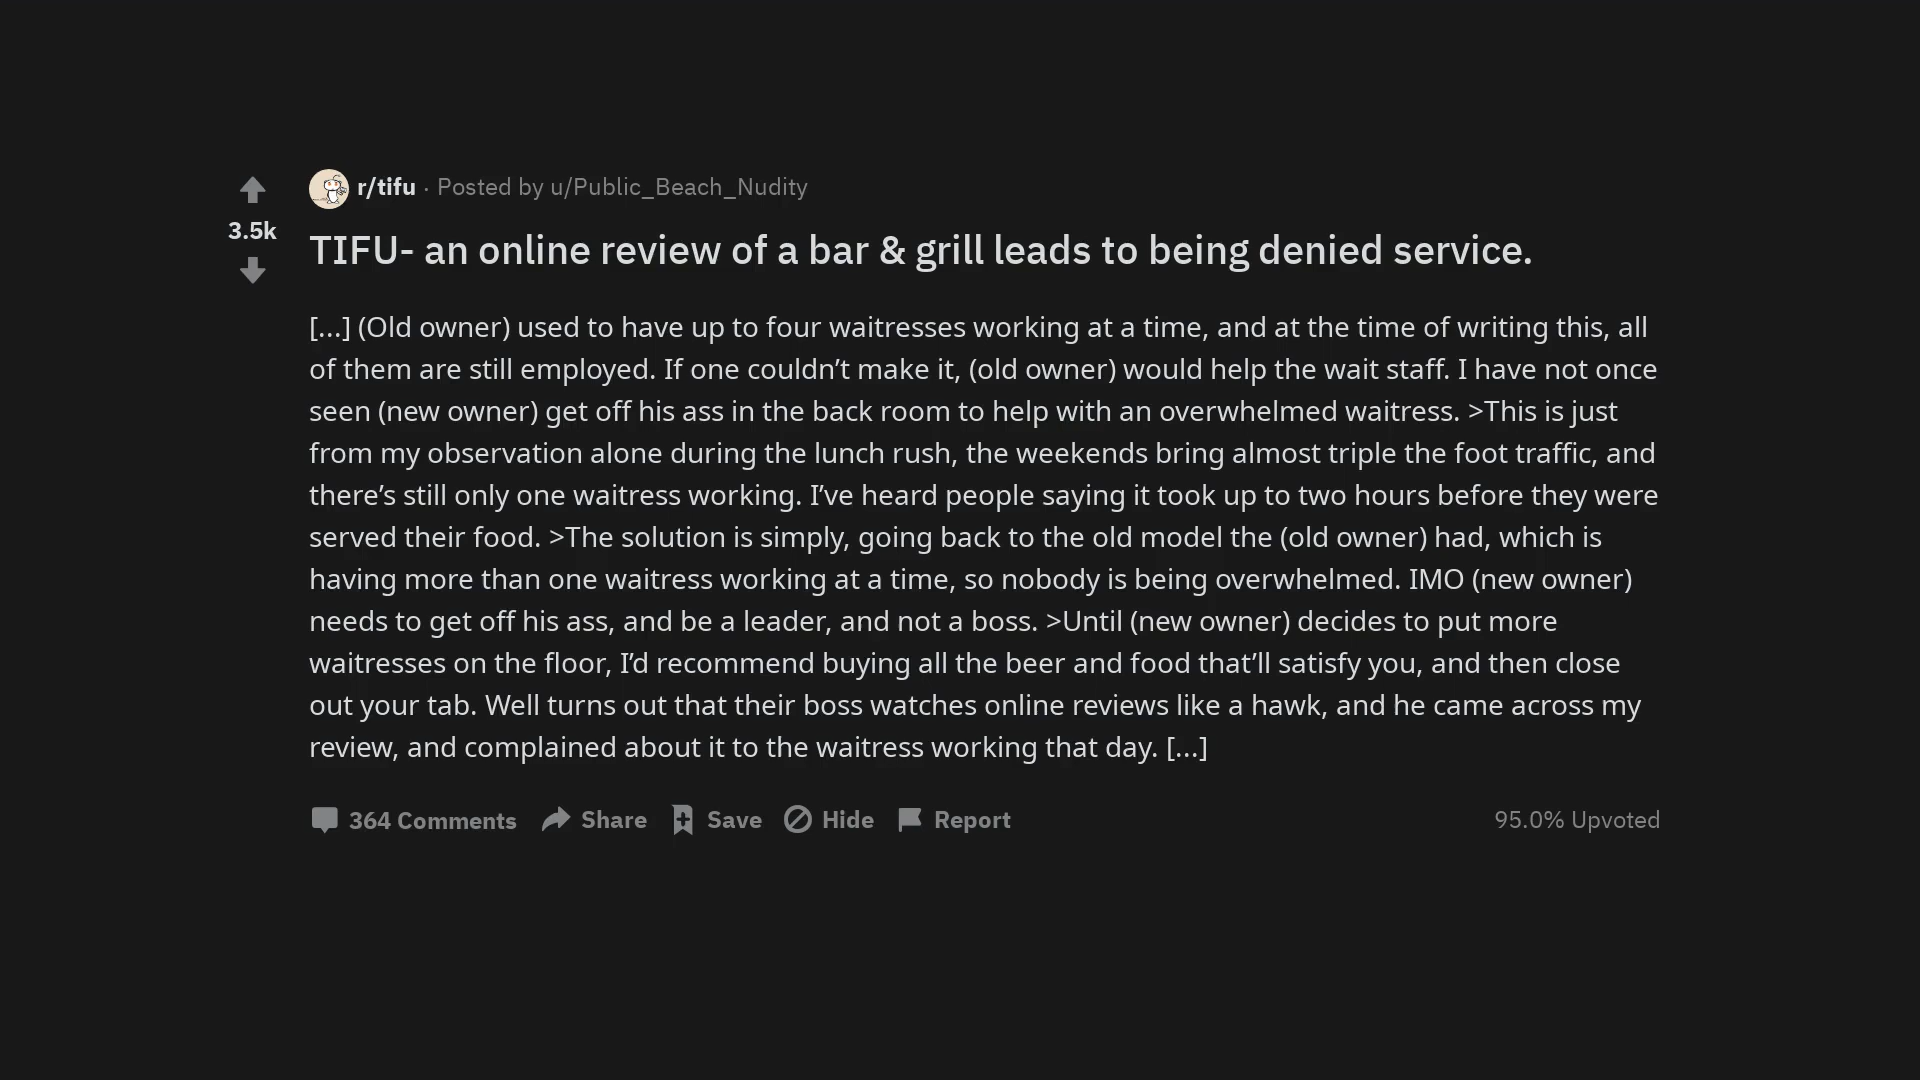 r/tifu · Posted by u/Public_Beach_Nudity
3.5k
TIFU- an online review of a bar & grill leads to being denied service.
[...] (Old owner) used to have up to four waitresses working at a time, and at the time of writing this, all
of them are still employed. If one couldn’t make it, (old owner) would help the wait staff. I have not once
seen (new owner) get off his ass in the back room to help with an overwhelmed waitress. >This is just
from my observation alone during the lunch rush, the weekends bring almost triple the foot traffic, and
there’s still only one waitress working. I’ve heard people saying it took up to two hours before they were
served their food. >The solution is simply, going back to the old model the (old owner) had, which is
having more than one waitress working at a time, so nobody is being overwhelmed. IMO (new owner)
needs to get off his ass, and be a leader, and not a boss. >Until (new owner) decides to put more
waitresses on the floor, I’d recommend buying all the beer and food that’ll satisfy you, and then close
out your tab. Well turns out that their boss watches online reviews like a hawk, and he came across my
review, and complained about it to the waitress working that day. [...]
364 Comments Share Save Hide Report 95.0% Upvoted